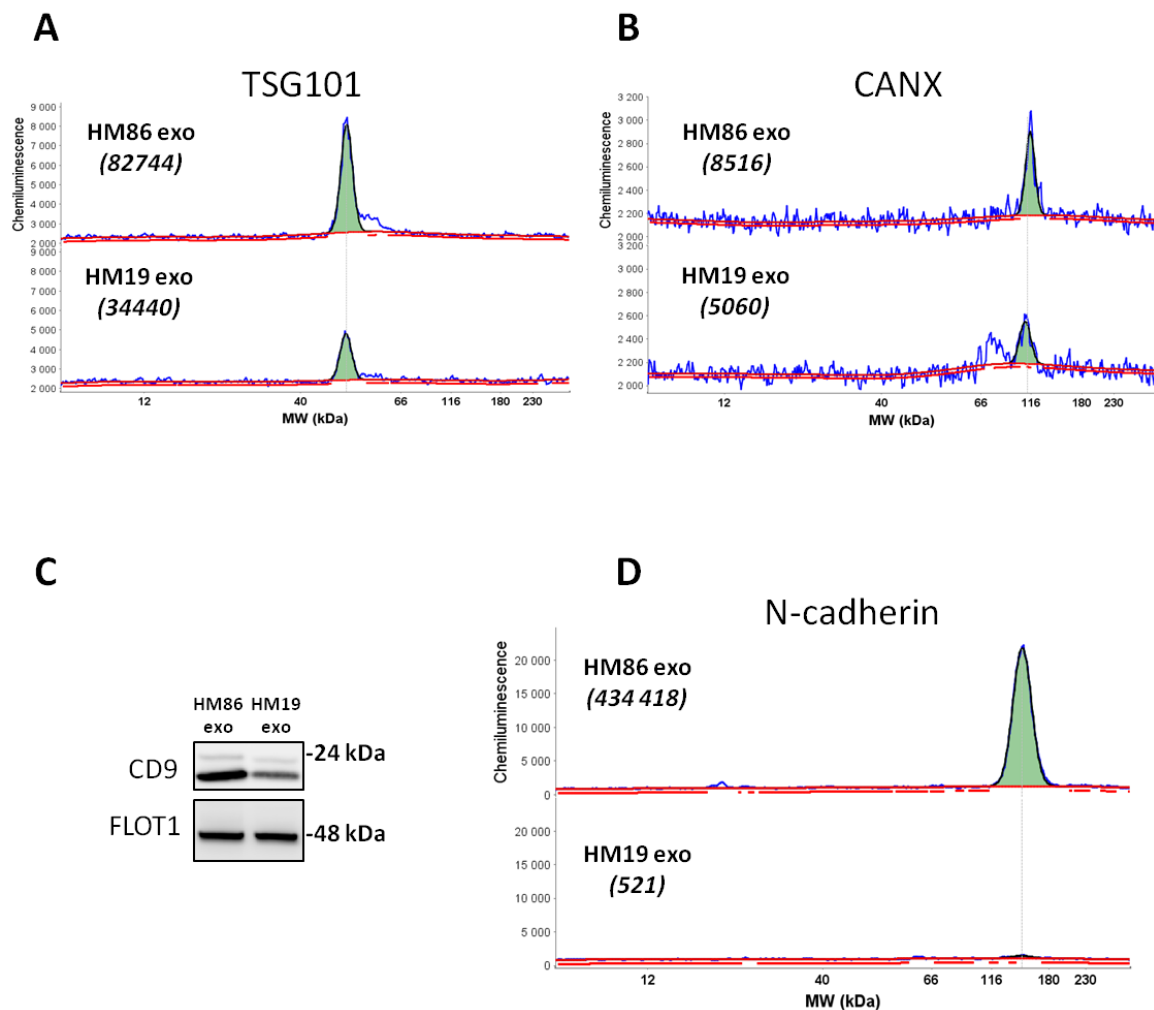 A
TSG101
Chemiluminescence
9 000
8 000
7 000
6 000
5 000
4 000
3 000
2 000
HM86 exo
(82744)
9 000
8 000
7 000
6 000
5 000
4 000
3 000
2 000
HM19 exo
(34440)
12 40 66 116 180 230
MW (kDa)
B
CANX
Chemiluminescence
3 200
3 000
2 800
2 600
2 400
2 200
2 000
HM86 exo
(8516)
3 200
3 000
2 800
2 600
2 400
2 200
2 000
HM19 exo
(5060)
12 40 66 116 180 230
MW (kDa)
C
HM86 HM19
exo exo
CD9
-24 kDa
FLOT1
-48 kDa
D
N-cadherin
Chemiluminescence
20 000
15 000
10 000
5 000
0
HM86 exo
(434 418)
20 000
15 000
10 000
5 000
0
HM19 exo
(521)
12 40 66 116 180 230
MW (kDa)